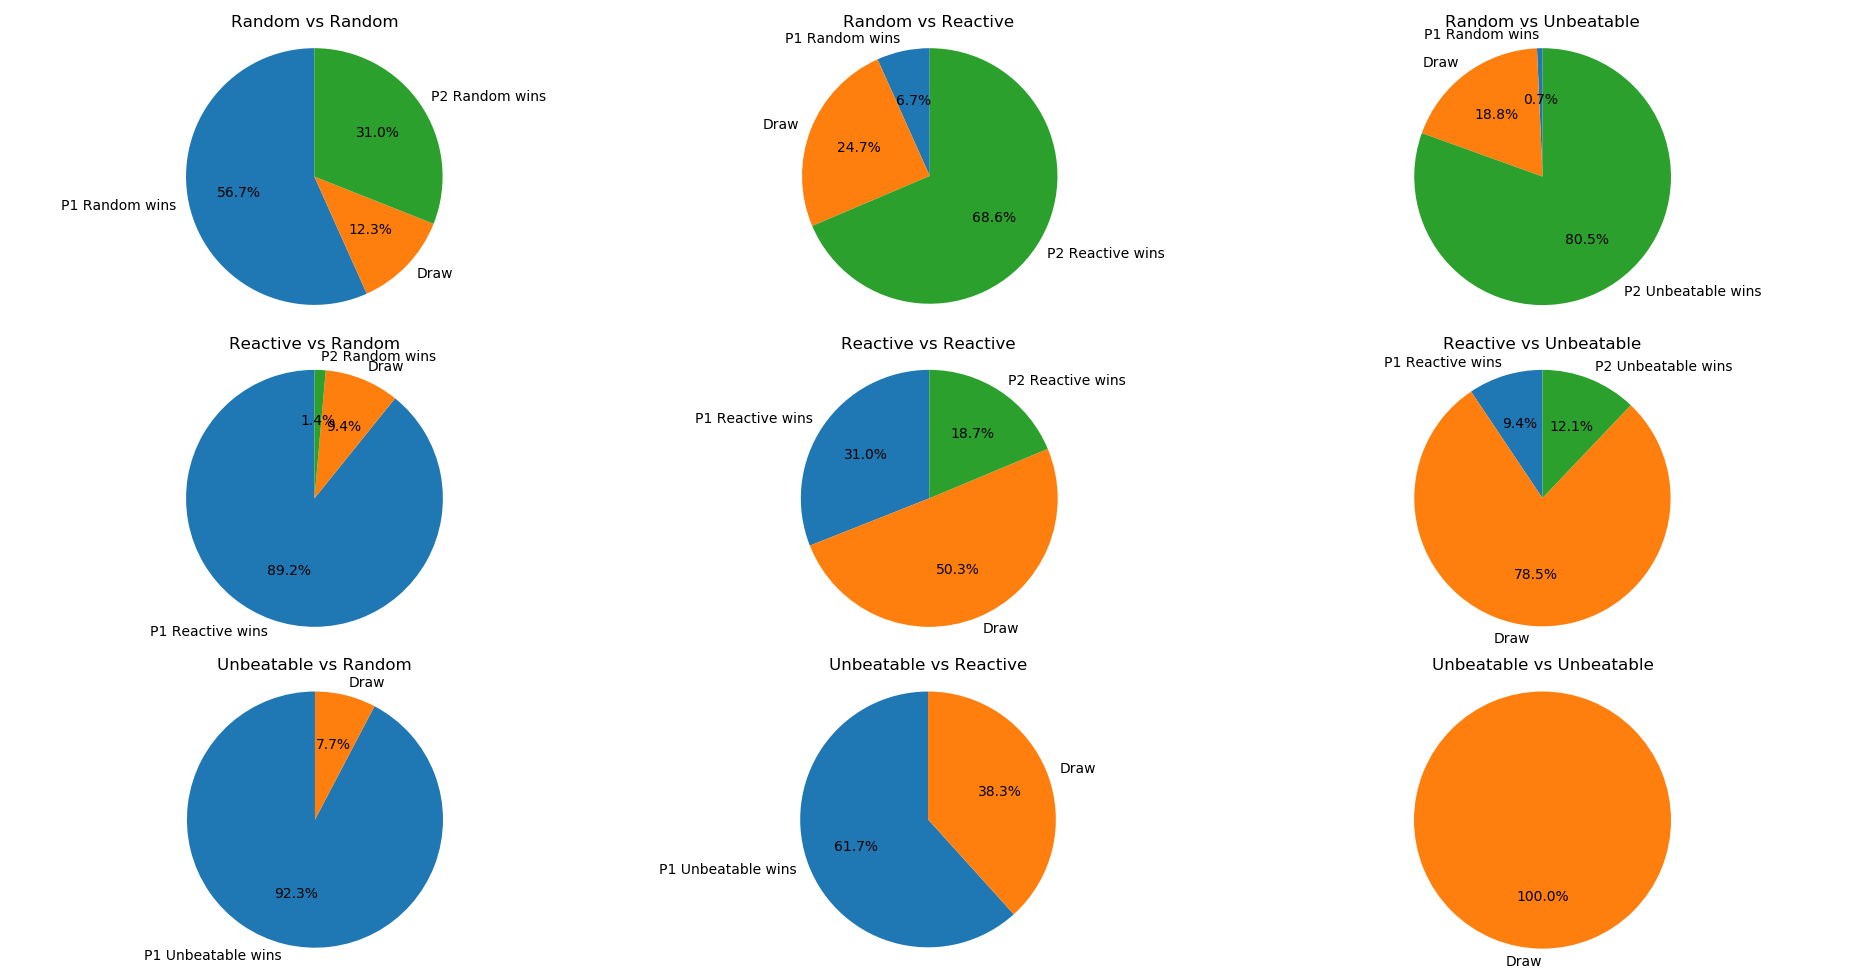 Random vs Random
P2 Random wins
31.0%
56.7%
P1 Random wins
12.3%
Draw
Random vs Reactive
P1 Random wins
6.7%
Draw
24.7%
68.6%
P2 Reactive wins
Random vs Unbeatable
P1 Random wins
Draw
0.7%
18.8%
80.5%
P2 Unbeatable wins
Reactive vs Random
P2 Random wins
Draw
1.4%
9.4%
89.2%
P1 Reactive wins
Reactive vs Reactive
P2 Reactive wins
P1 Reactive wins
18.7%
31.0%
50.3%
Draw
Reactive vs Unbeatable
P1 Reactive wins
P2 Unbeatable wins
9.4%
12.1%
78.5%
Draw
Unbeatable vs Random
Draw
7.7%
92.3%
P1 Unbeatable wins
Unbeatable vs Reactive
Draw
38.3%
61.7%
P1 Unbeatable wins
Unbeatable vs Unbeatable
100.0%
Draw